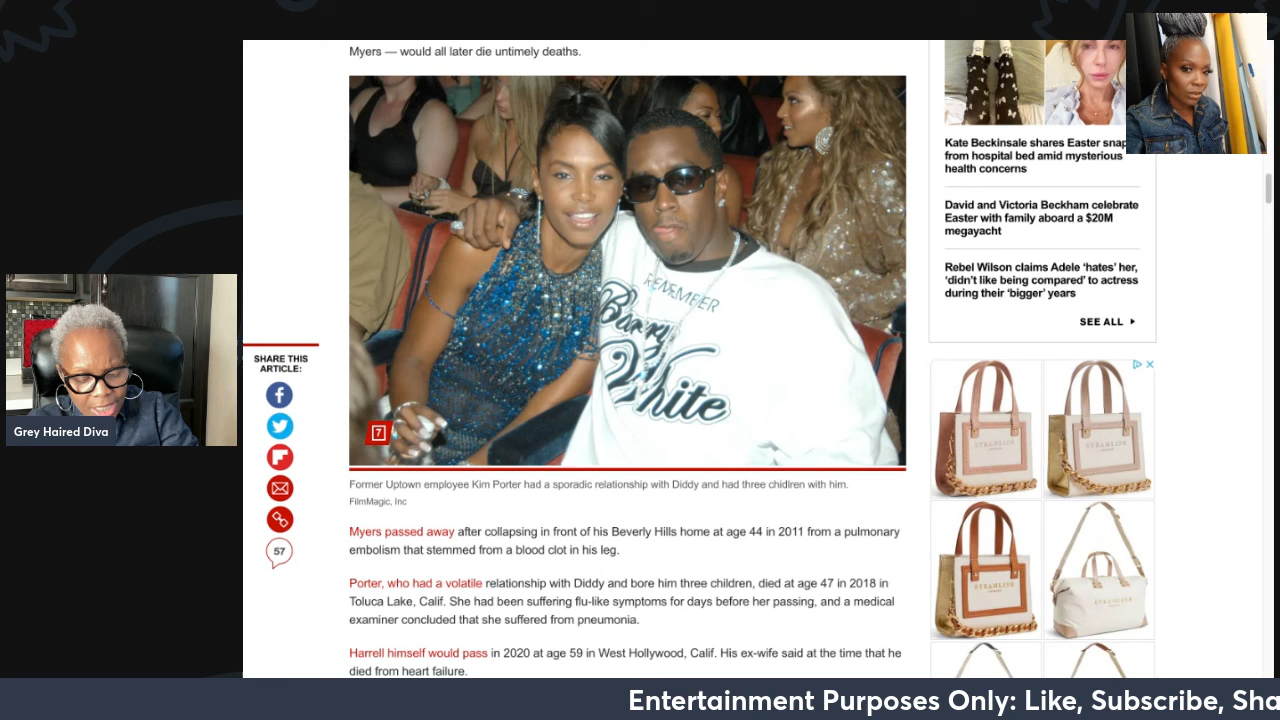 Myers — would all later die untimely deaths.
REMEMBER
Barry
White
7
Former Uptown employee Kim Porter had a sporadic relationship with Diddy and had three chidlren with him.
FilmMagic, Inc
Myers passed away after collapsing in front of his Beverly Hills home at age 44 in 2011 from a pulmonary
embolism that stemmed from a blood clot in his leg.
Porter, who had a volatile relationship with Diddy and bore him three children, died at age 47 in 2018 in
Toluca Lake, Calif. She had been suffering flu-like symptoms for days before her passing, and a medical
examiner concluded that she suffered from pneumonia.
Harrell himself would pass in 2020 at age 59 in West Hollywood, Calif. His ex-wife said at the time that he
died from heart failure.
SHARE THIS
ARTICLE:
57
Grey Haired Diva
Kate Beckinsale shares Easter snap
from hospital bed amid mysterious
health concerns
David and Victoria Beckham celebrate
Easter with family aboard a $20M
megayacht
Rebel Wilson claims Adele ‘hates’ her,
‘didn’t like being compared’ to actress
during their ‘bigger’ years
SEE ALL
STRAHLINE
STRAHLINE
STRAHLINE
STRAHLINE
Entertainment Purposes Only: Like, Subscribe, Sha